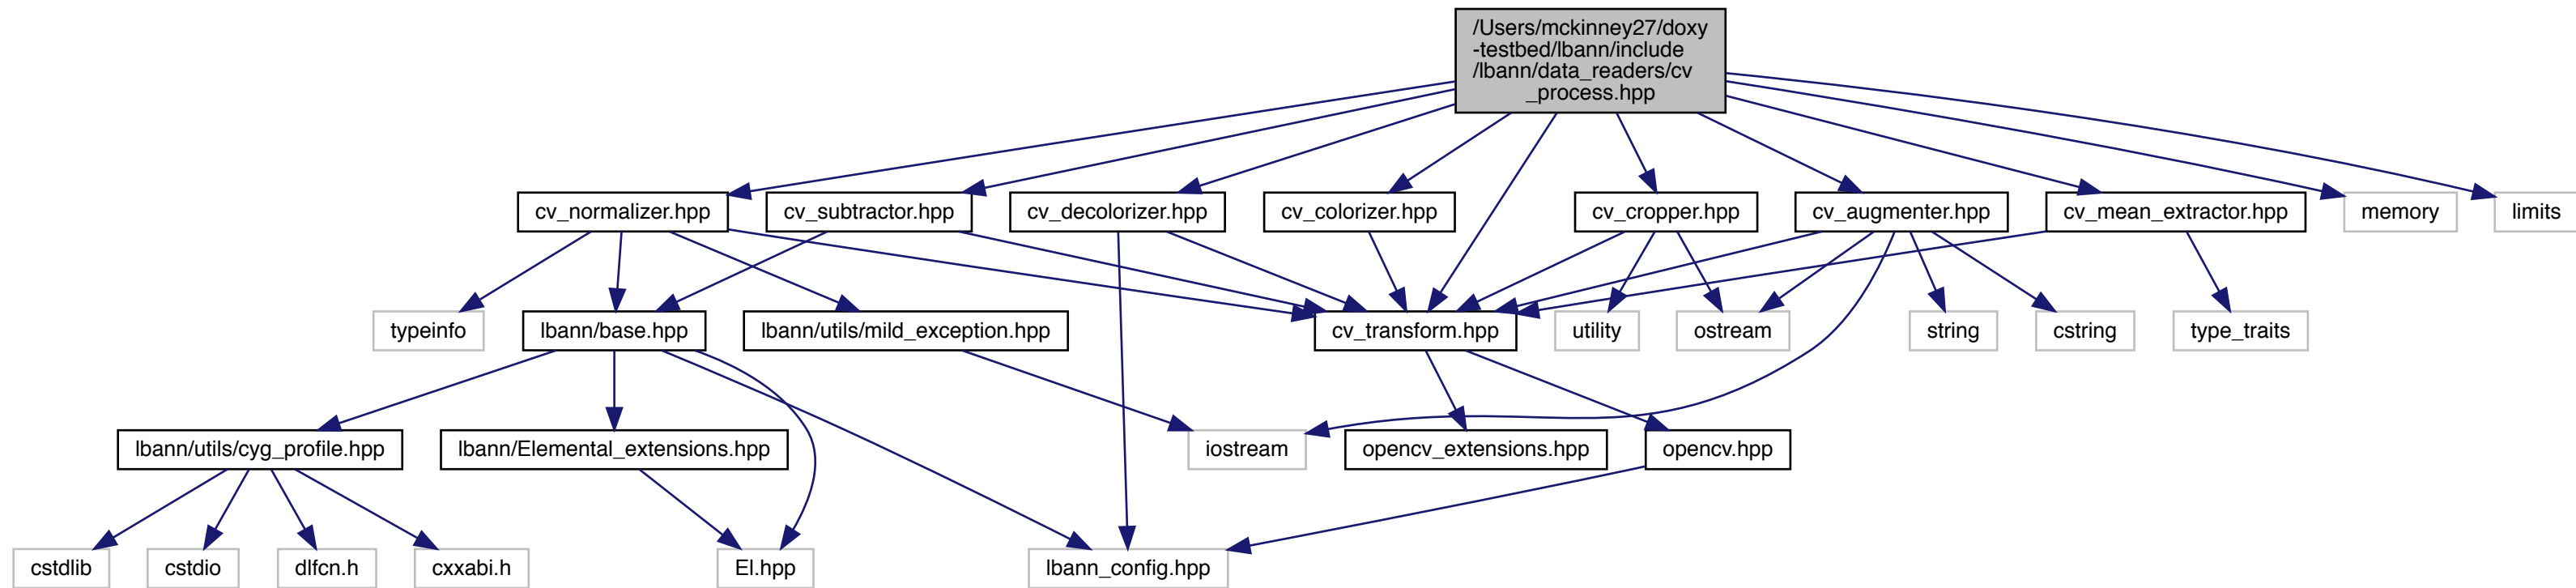 /Users/mckinney27/doxy
-testbed/lbann/include
/lbann/data_readers/cv
_process.hpp
cv_normalizer.hpp
cv_subtractor.hpp
cv_decolorizer.hpp
cv_colorizer.hpp
cv_cropper.hpp
cv_augmenter.hpp
cv_mean_extractor.hpp
memory
limits
typeinfo
lbann/base.hpp
lbann/utils/mild_exception.hpp
cv_transform.hpp
utility
ostream
string
cstring
type_traits
lbann/utils/cyg_profile.hpp
lbann/Elemental_extensions.hpp
iostream
opencv_extensions.hpp
opencv.hpp
cstdlib
cstdio
dlfcn.h
cxxabi.h
El.hpp
lbann_config.hpp